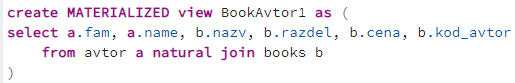 create MATERIALIZED view BookAvtor1 as (
select a.fam, a.name, b.nazv, b.razdel, b.cena, b.kod_avtor
from avtor a natural join books b
)